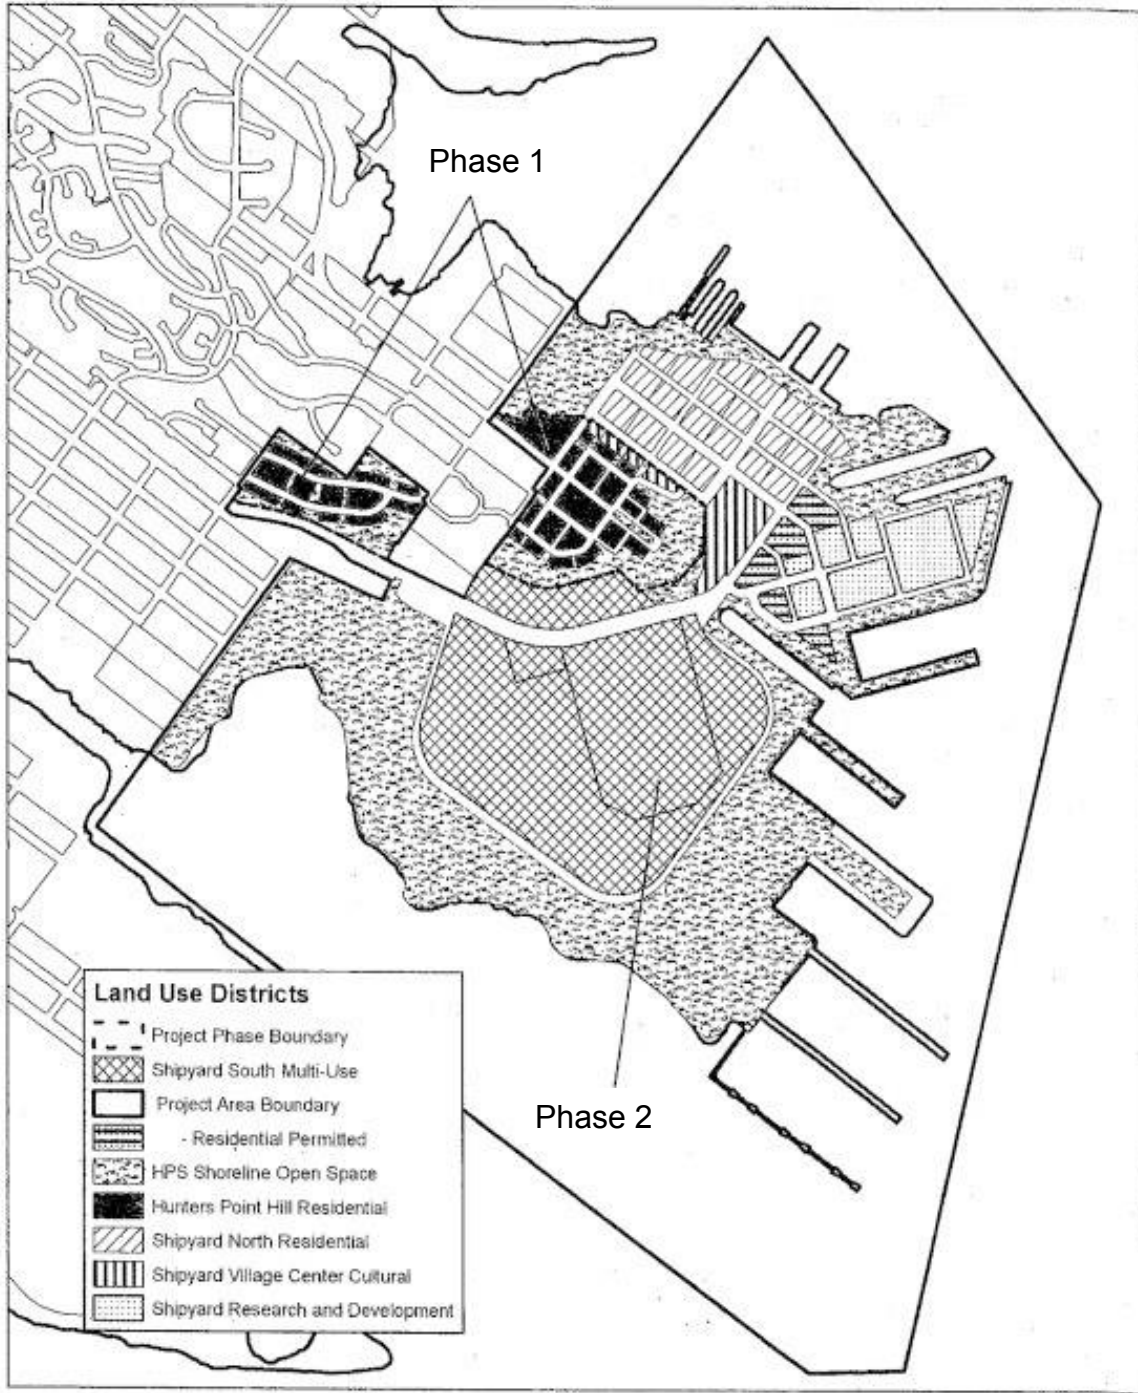 Phase 1
Phase 2
Land Use Districts
Project Phase Boundary
Shipyard South Multi-Use
Project Area Boundary
- Residential Permitted
HPS Shoreline Open Space
Hunters Point Hill Residential
Shipyard North Residential
Shipyard Village Center Cultural
Shipyard Research and Development